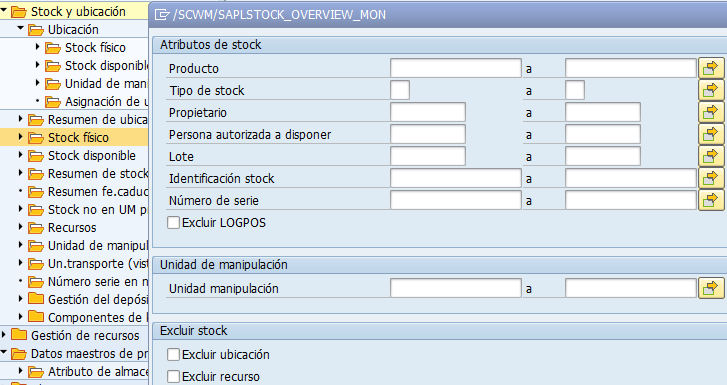 Stock y ubicación
Ubicación
Stock físico
Stock disponible
Unidad de mani
Asignación de u
Resumen de ubica
Stock físico
Stock disponible
Resumen de stock
Resumen fe.caduc
Stock no en UM p
Recursos
Unidad de manipul
Un.transporte (vist
Número serie en n
Gestión del depósi
Componentes de
Gestión de recursos
Datos maestros de pr
Atributo de almace
/SCWM/SAPLSTOCK_OVERVIEW_MON
Atributos de stock
Producto a
Tipo de stock a
Propietario a
Persona autorizada a disponer a
Lote a
Identificación stock a
Número de serie a
Excluir LOGPOS
Unidad de manipulación
Unidad manipulación a
Excluir stock
Excluir ubicación
Excluir recurso